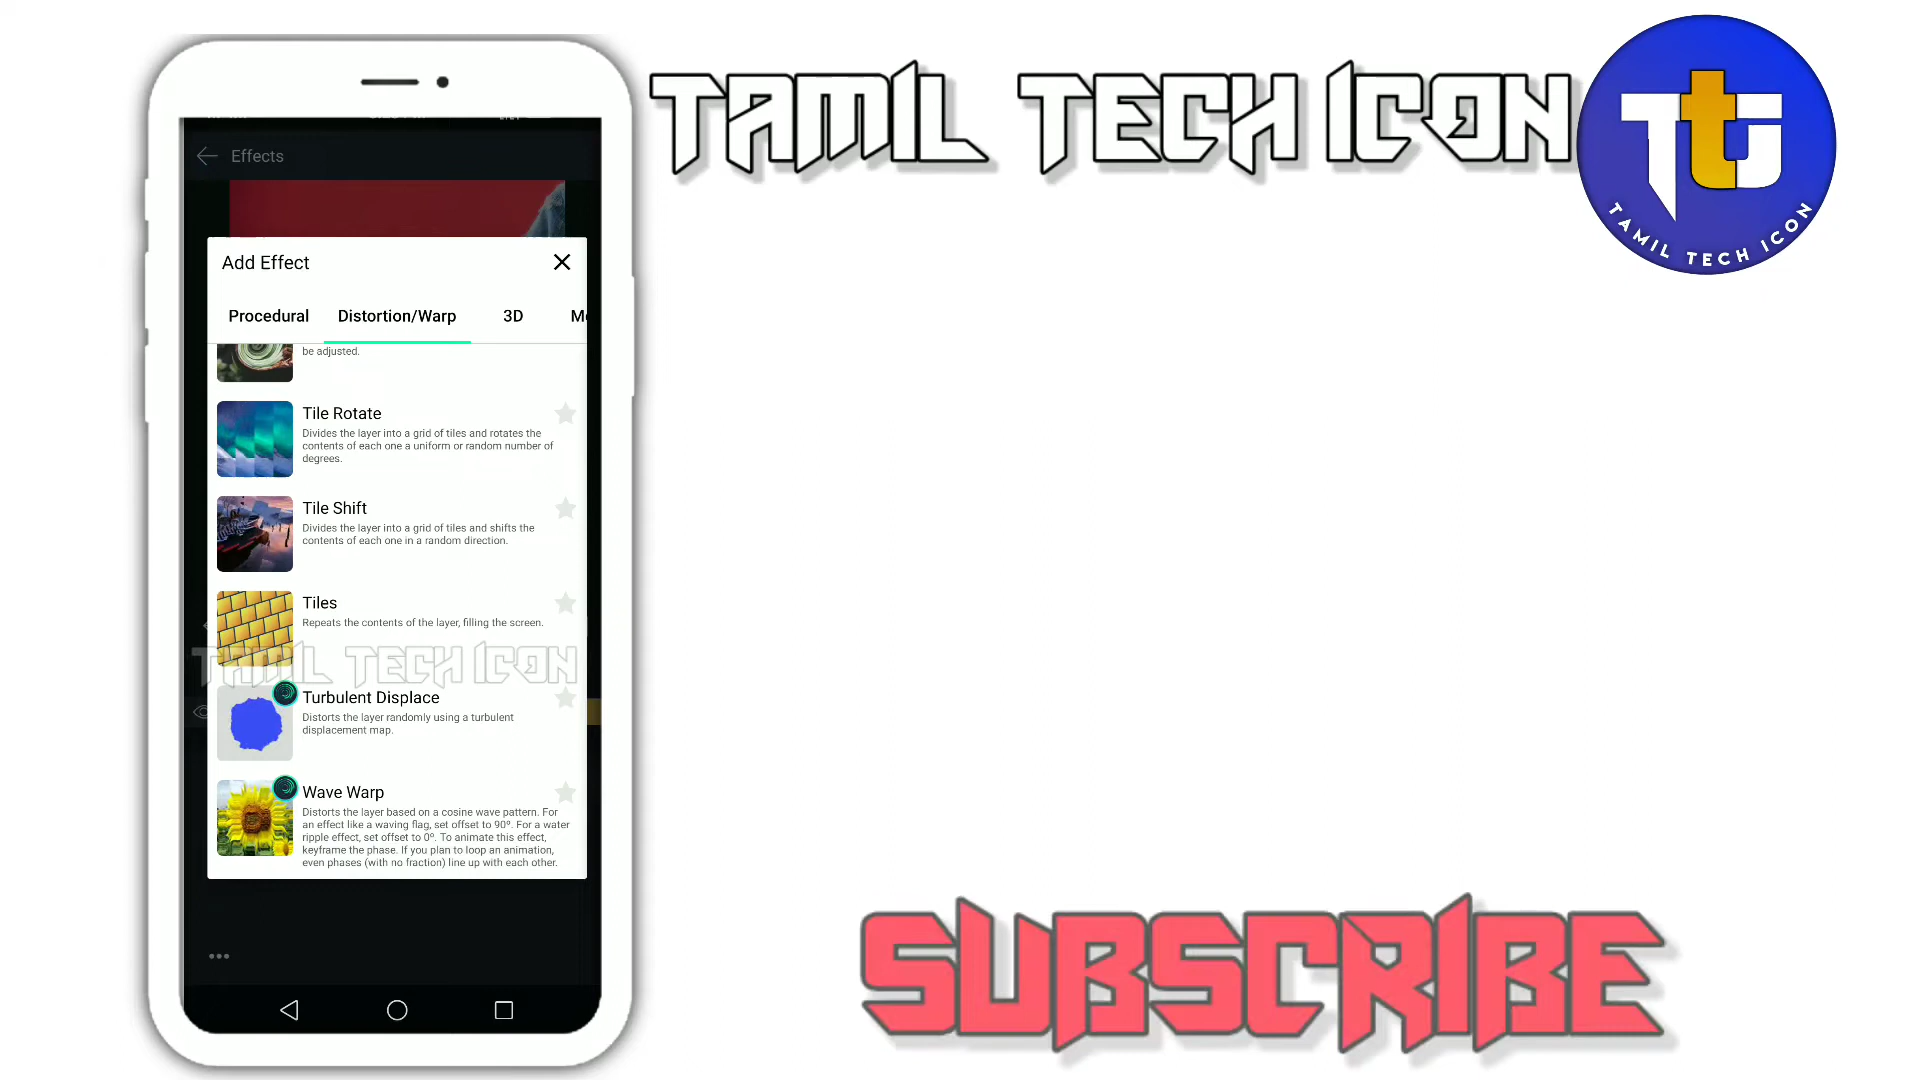 TAMIL TECH ICON
TTI
TAMIL TECH ICON
Effects
Add Effect
Procedural Distortion/Warp 3D
be adjusted.
Tile Rotate
Divides the layer into a grid of tiles and rotates the
contents of each one a uniform or random number of
degrees.
Tile Shift
Divides the layer into a grid of tiles and shifts the
contents of each one in a random direction.
Tiles
Repeats the contents of the layer, filling the screen.
TAMIL TECH ICON
Turbulent Displace
Distorts the layer randomly using a turbulent
displacement map.
Wave Warp
Distorts the layer based on a cosine wave pattern. For
an effect like a waving flag, set offset to 90º. For a water
ripple effect, set offset to 0º. To animate this effect,
keyframe the phase. If you plan to loop an animation,
even phases (with no fraction) line up with each other.
SUBSCRIBE